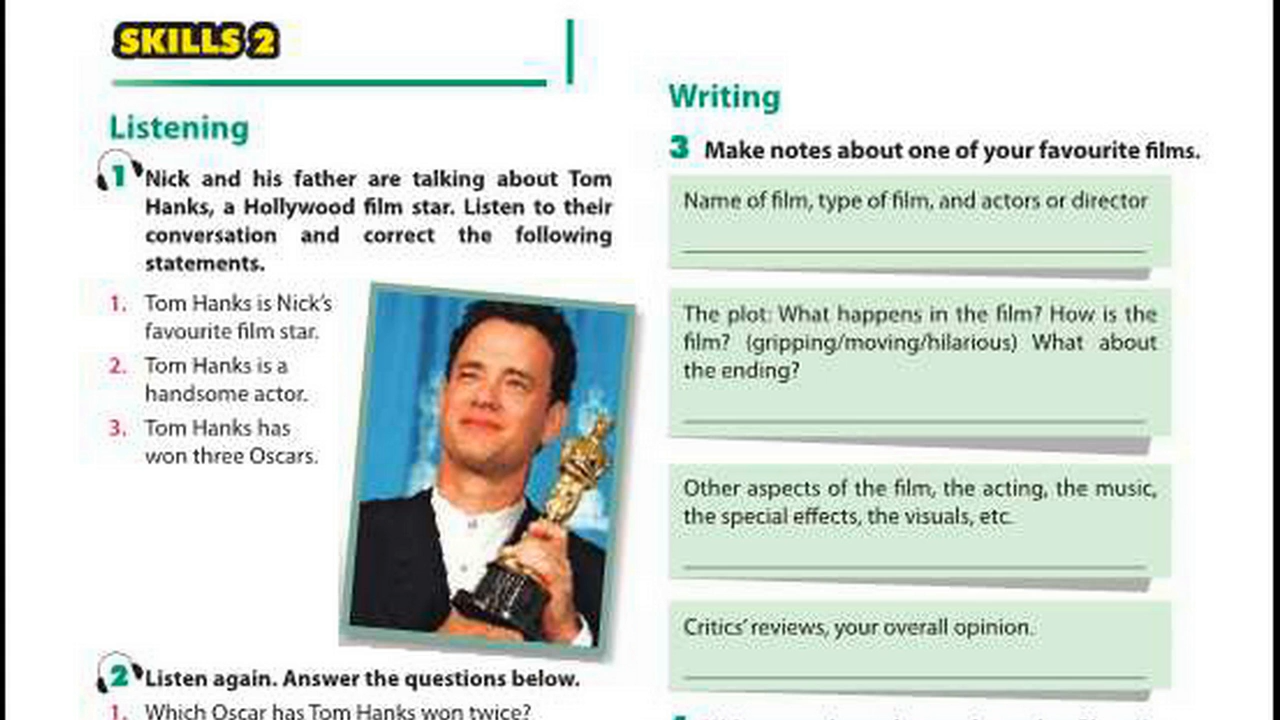 SKILLS 2
Listening
1 Nick and his father are talking about Tom
Hanks, a Hollywood film star. Listen to their
conversation and correct the following
statements.
1. Tom Hanks is Nick's
favourite film star.
2. Tom Hanks is a
handsome actor.
3. Tom Hanks has
won three Oscars.
2 Listen again. Answer the questions below.
1. Which Oscar has Tom Hanks won twice?
Writing
3 Make notes about one of your favourite films.
Name of film, type of film, and actors or director
The plot: What happens in the film? How is the
film? (gripping/moving/hilarious) What about
the ending?
Other aspects of the film, the acting, the music,
the special effects, the visuals, etc.
Critics' reviews, your overall opinion.